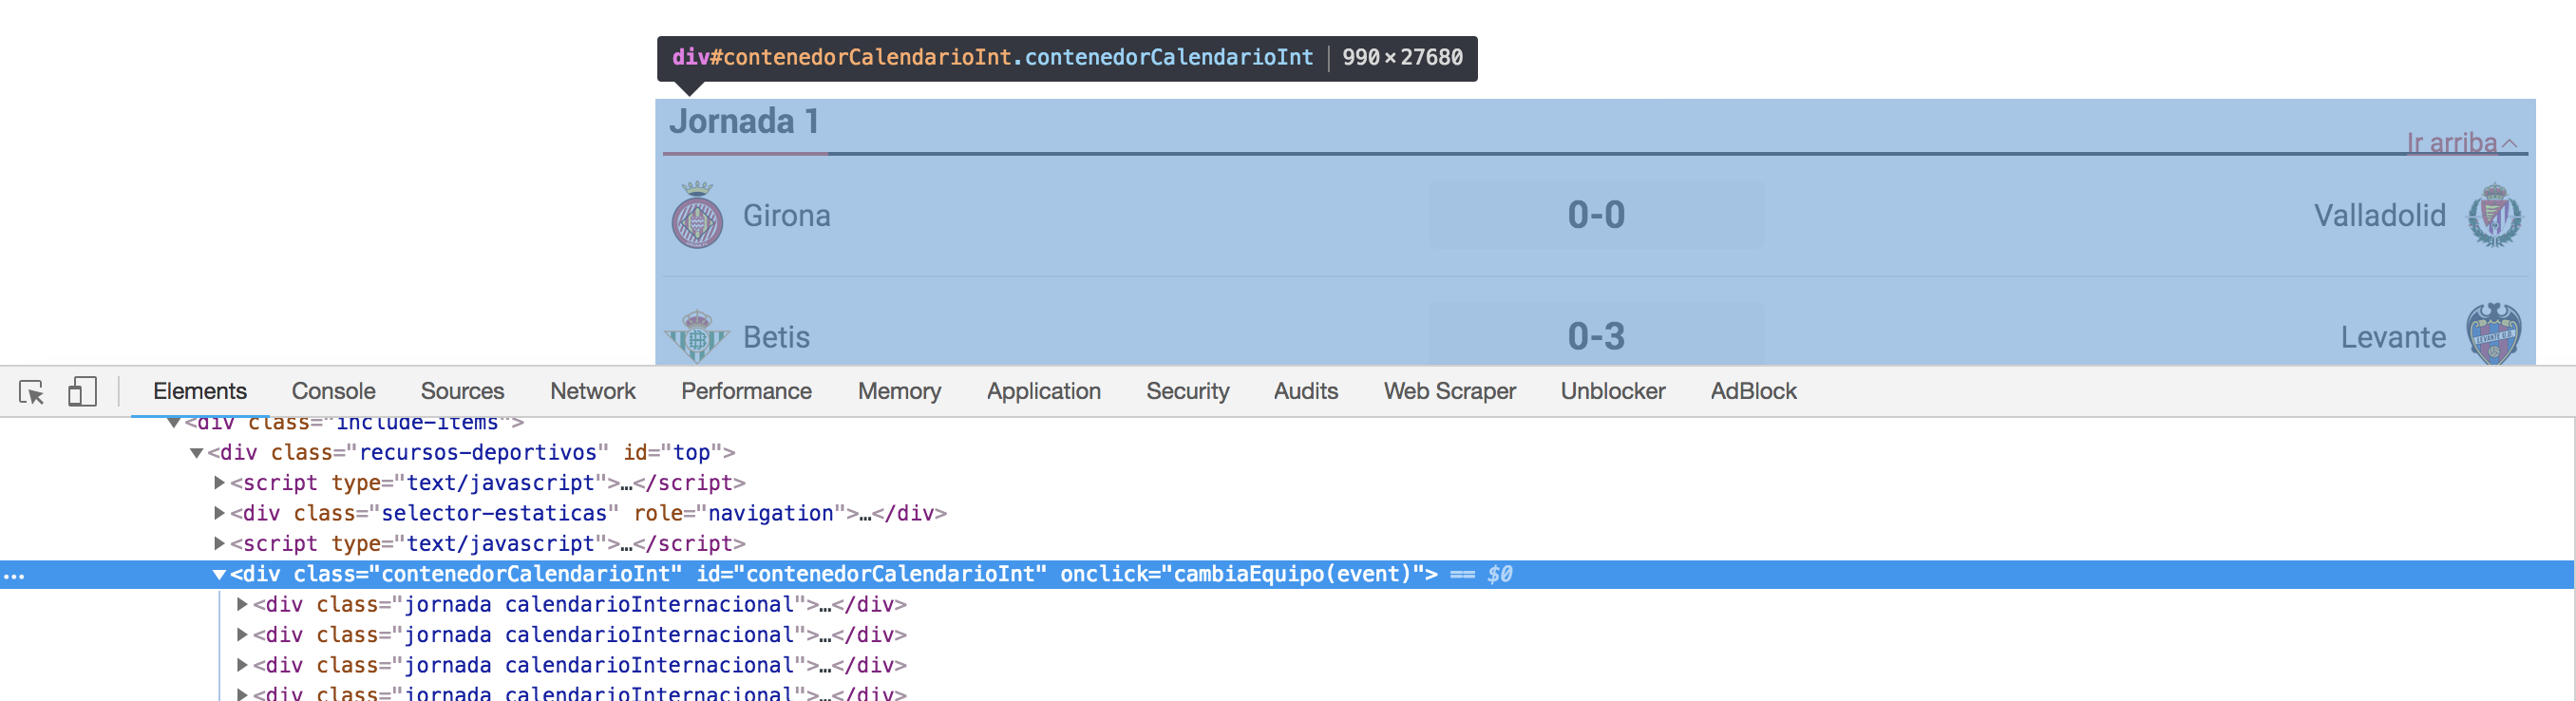 div#contenedorCalendarioInt.contenedorCalendarioInt | 990×27680
Jornada 1
Ir arriba
Girona 0-0 Valladolid
Betis 0-3 Levante
Elements Console Sources Network Performance Memory Application Security Audits Web Scraper Unblocker AdBlock
▼<div class="include-items">
▼<div class="recursos-deportivos" id="top">
▶<script type="text/javascript">…</script>
▶<div class="selector-estaticas" role="navigation">…</div>
▶<script type="text/javascript">…</script>
… ▼<div class="contenedorCalendarioInt" id="contenedorCalendarioInt" onclick="cambiaEquipo(event)"> == $0
▶<div class="jornada calendarioInternacional">…</div>
▶<div class="jornada calendarioInternacional">…</div>
▶<div class="jornada calendarioInternacional">…</div>
▶<div class="jornada calendarioInternacional">…</div>